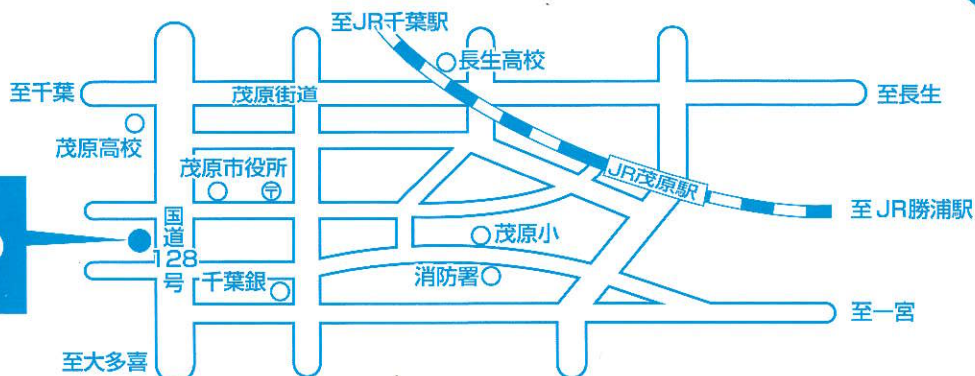 至JR千葉駅
長生高校
至千葉
茂原街道
至長生
茂原高校
茂原市役所
〒
JR茂原駅
至JR勝浦駅
国道128号
茂原小
千葉銀
消防署
至一宮
至大多喜